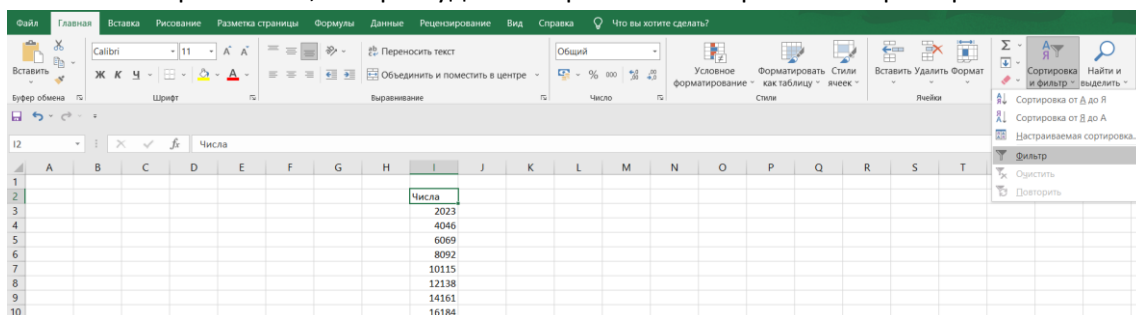 Файл Главная Вставка Рисование Разметка страницы Формулы Данные Рецензирование Вид Справка Что вы хотите сделать?
Вставить
Calibri 11 A A
Ж К Ч
Переносить текст
Объединить и поместить в центре
Общий
% 000
Условное форматирование
Форматировать как таблицу
Стили ячеек
Вставить Удалить Формат
Сортировка и фильтр
Найти и выделить
Буфер обмена Шрифт Выравнивание Число Стили Ячейки
Сортировка от А до Я
Сортировка от Я до А
Настраиваемая сортировка..
Фильтр
Очистить
Повторить
I2 fx Числа
A B C D E F G H I J K L M N O P Q R S T
1
2 Числа
3 2023
4 4046
5 6069
6 8092
7 10115
8 12138
9 14161
10 16184